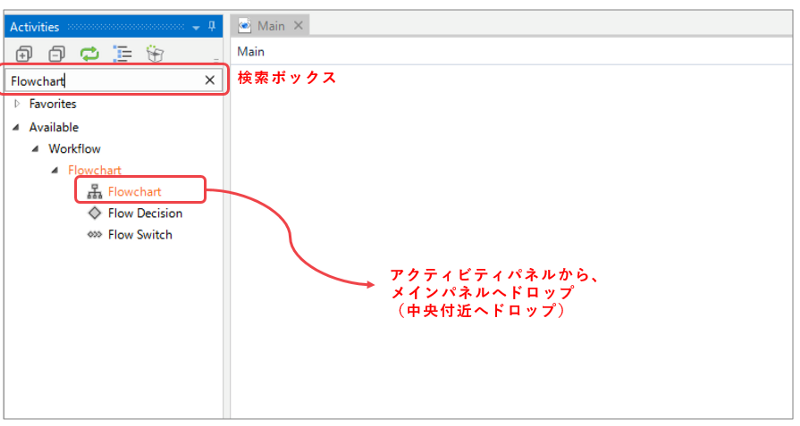 Activities
Main
Main
Flowchart
検索ボックス
Favorites
Available
Workflow
Flowchart
Flowchart
Flow Decision
Flow Switch
アクティビティパネルから、
メインパネルへドロップ
（中央付近へドロップ）